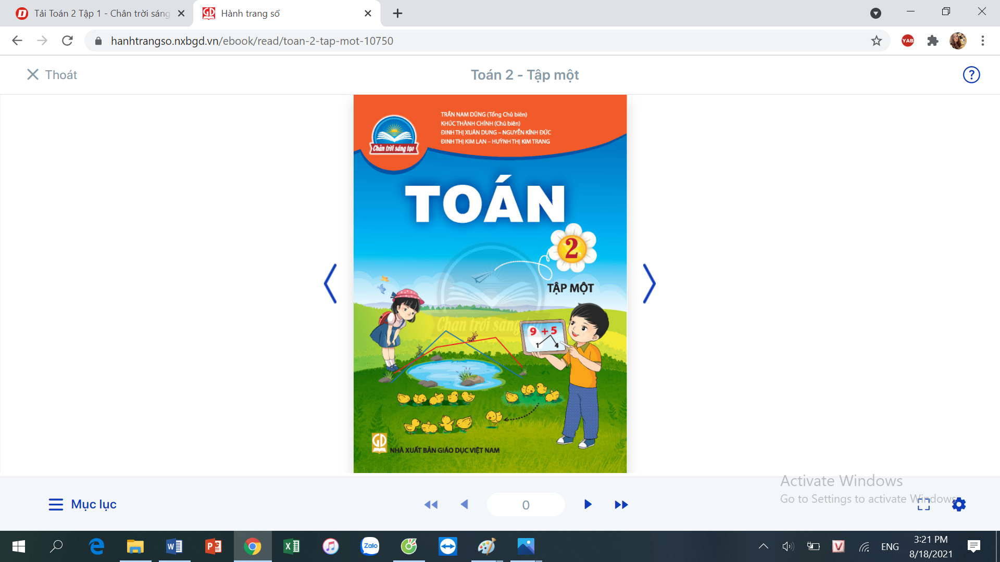 Tải Toán 2 Tập 1 - Chân trời sáng
Hành trang số
hanhtrangso.nxbgd.vn/ebook/read/toan-2-tap-mot-10750
YAB
Thoát
Toán 2 - Tập một
?
TRẦN NAM DŨNG (Tổng Chủ biên)
KHÚC THÀNH CHÍNH (Chủ biên)
ĐINH THỊ XUÂN DUNG – NGUYỄN KÍNH ĐỨC
ĐINH THỊ KIM LAN – HUỲNH THỊ KIM TRANG
Chân trời sáng tạo
TOÁN
2
TẬP MỘT
Chân trời sáng
9 + 5
1 4
GD
NHÀ XUẤT BẢN GIÁO DỤC VIỆT NAM
Activate Windows
Go to Settings to activate Windows.
Mục lục
0
Zalo
ENG
3:21 PM
8/18/2021